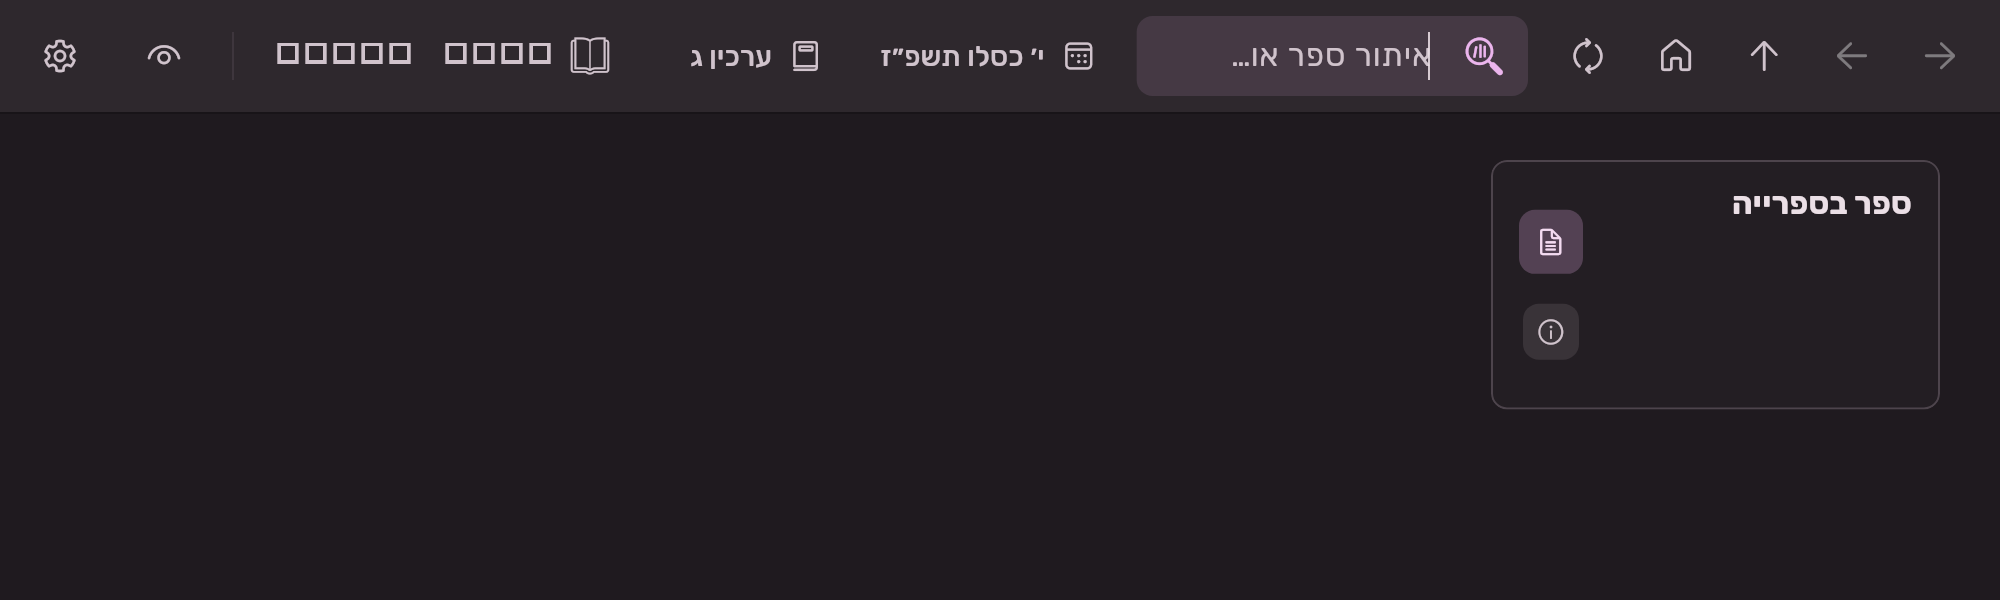 איתור ספר או...
י׳ כסלו תשפ״ז
ערכין ג
ספר בספרייה